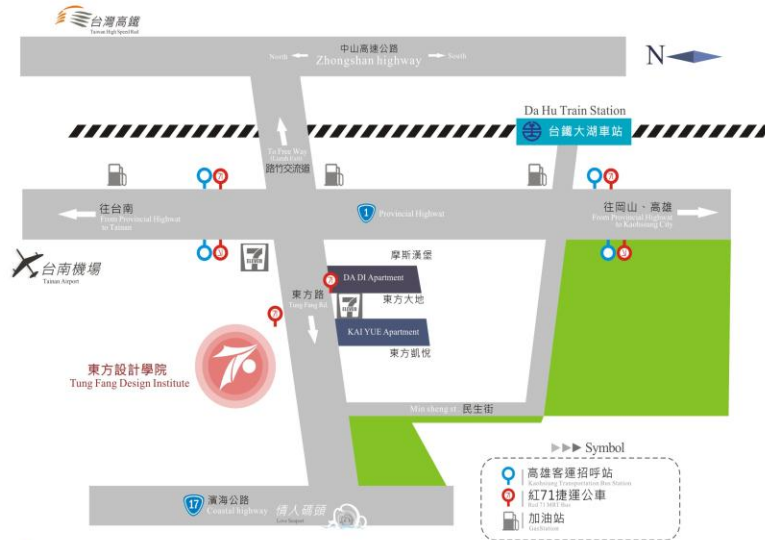 台灣高鐵
Taiwan High Speed Rail
中山高速公路
North
South
Zhongshan highway
N
Da Hu Train Station
台鐵大湖車站
To Free Way
路竹交流道
往台南
From Provincial Highwat
to Tainan
1
Provincial Highwat
往岡山、高雄
From Provincial Highwat
to Kaohsiung City
台南機場
Tainan Airport
7
ELEVEN
摩斯漢堡
DA DI Apartment
東方大地
東方路
Tung Fang Rd.
7
ELEVEN
KAI YUE Apartment
東方凱悅
東方設計學院
Tung Fang Design Institute
Min sheng st. 民生街
Symbol
高雄客運招呼站
Kaohsiung Transportation Bus Station
紅71捷運公車
Red 71 MRT Bus
加油站
GasStation
17
濱海公路
Coastal highway
情人碼頭